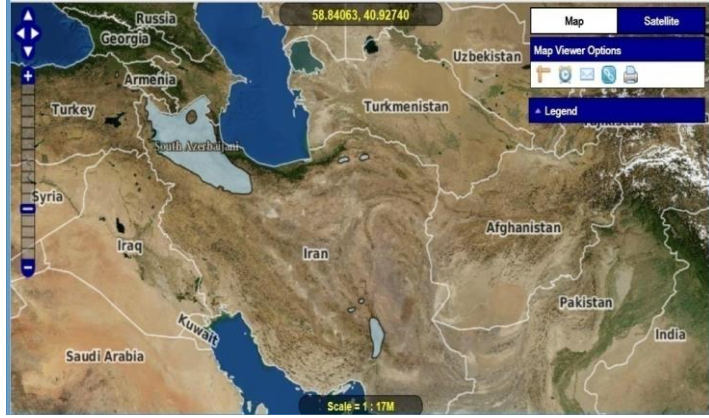 58.84063, 40.92740
Map
Satellite
Map Viewer Options
Legend
Russia
Georgia
Uzbekistan
Armenia
Turkey
Turkmenistan
South Azerbaijani
Syria
Iraq
Iran
Afghanistan
Kuwait
Pakistan
India
Saudi Arabia
Scale = 1 : 17M